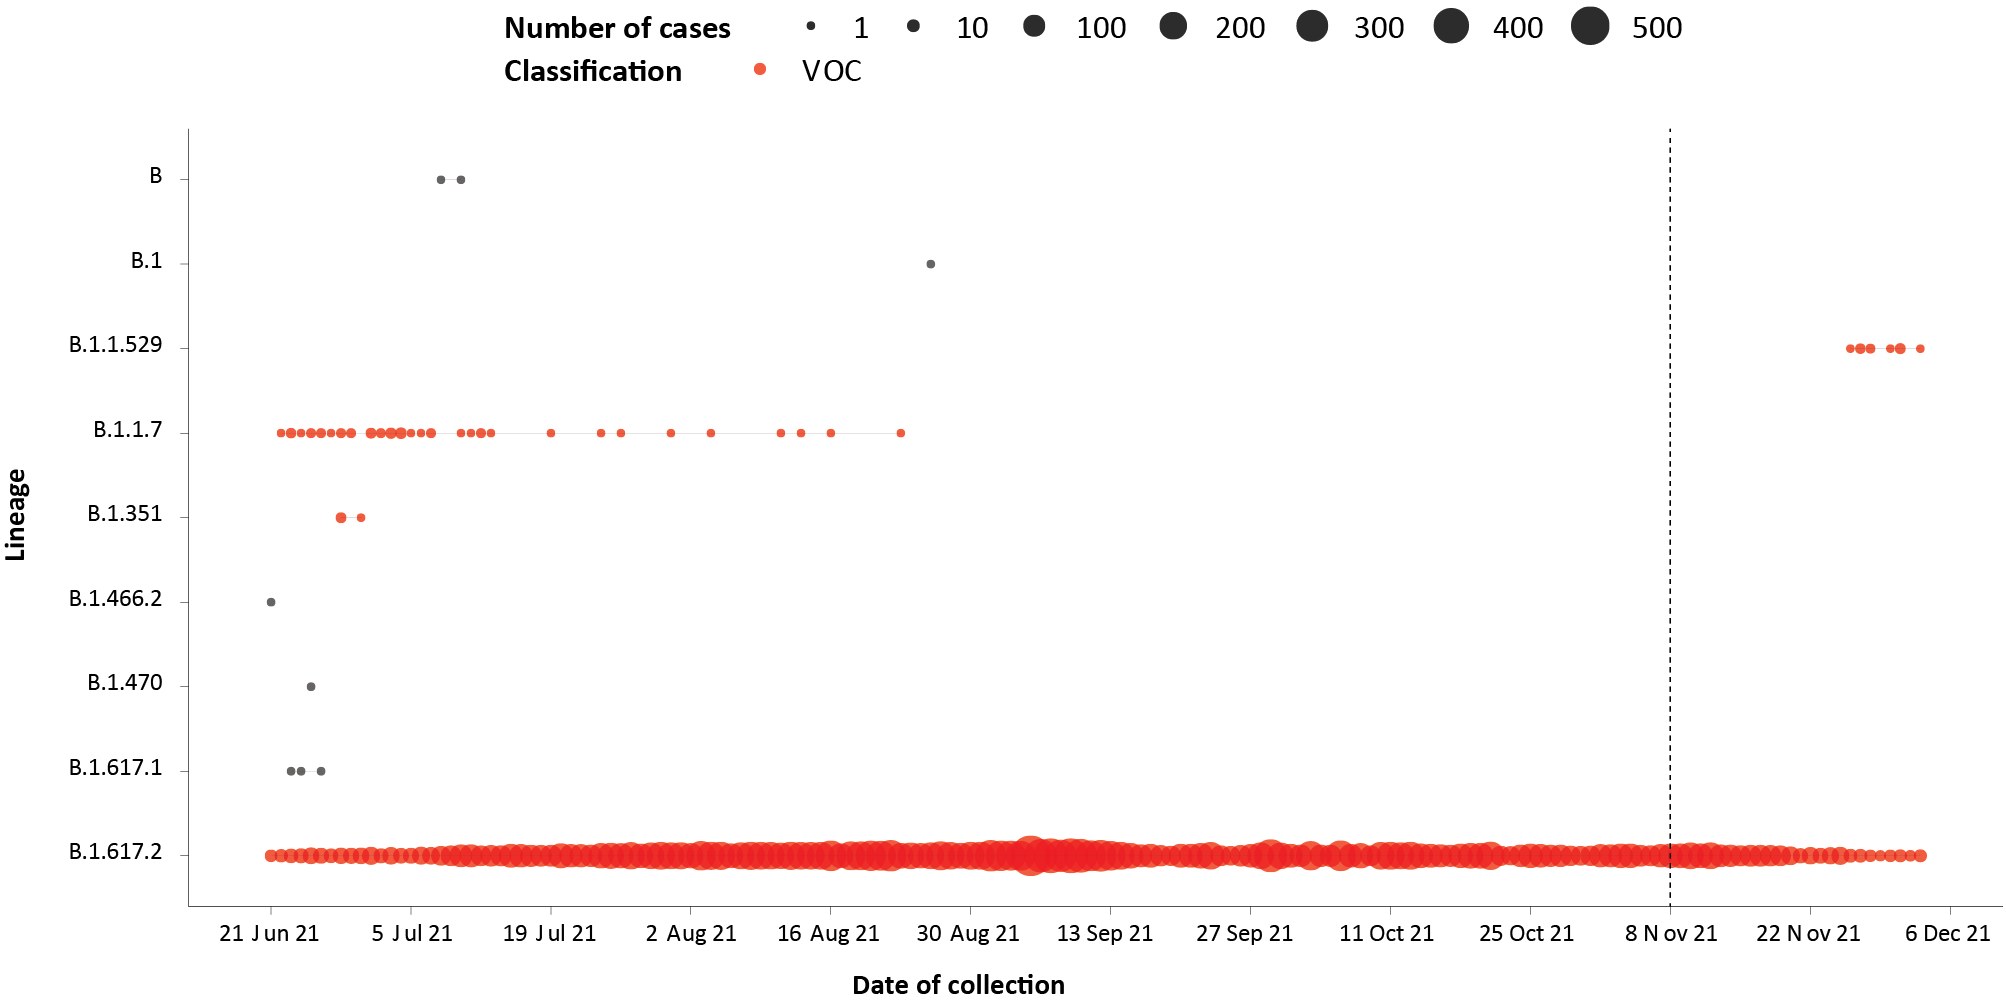 Number of cases 1 10 100 200 300 400 500
Classification VOC
B
B.1
B.1.1.529
B.1.1.7
B.1.351
B.1.466.2
B.1.470
B.1.617.1
B.1.617.2
Lineage
21 Jun 21 5 Jul 21 19 Jul 21 2 Aug 21 16 Aug 21 30 Aug 21 13 Sep 21 27 Sep 21 11 Oct 21 25 Oct 21 8 Nov 21 22 Nov 21 6 Dec 21
Date of collection